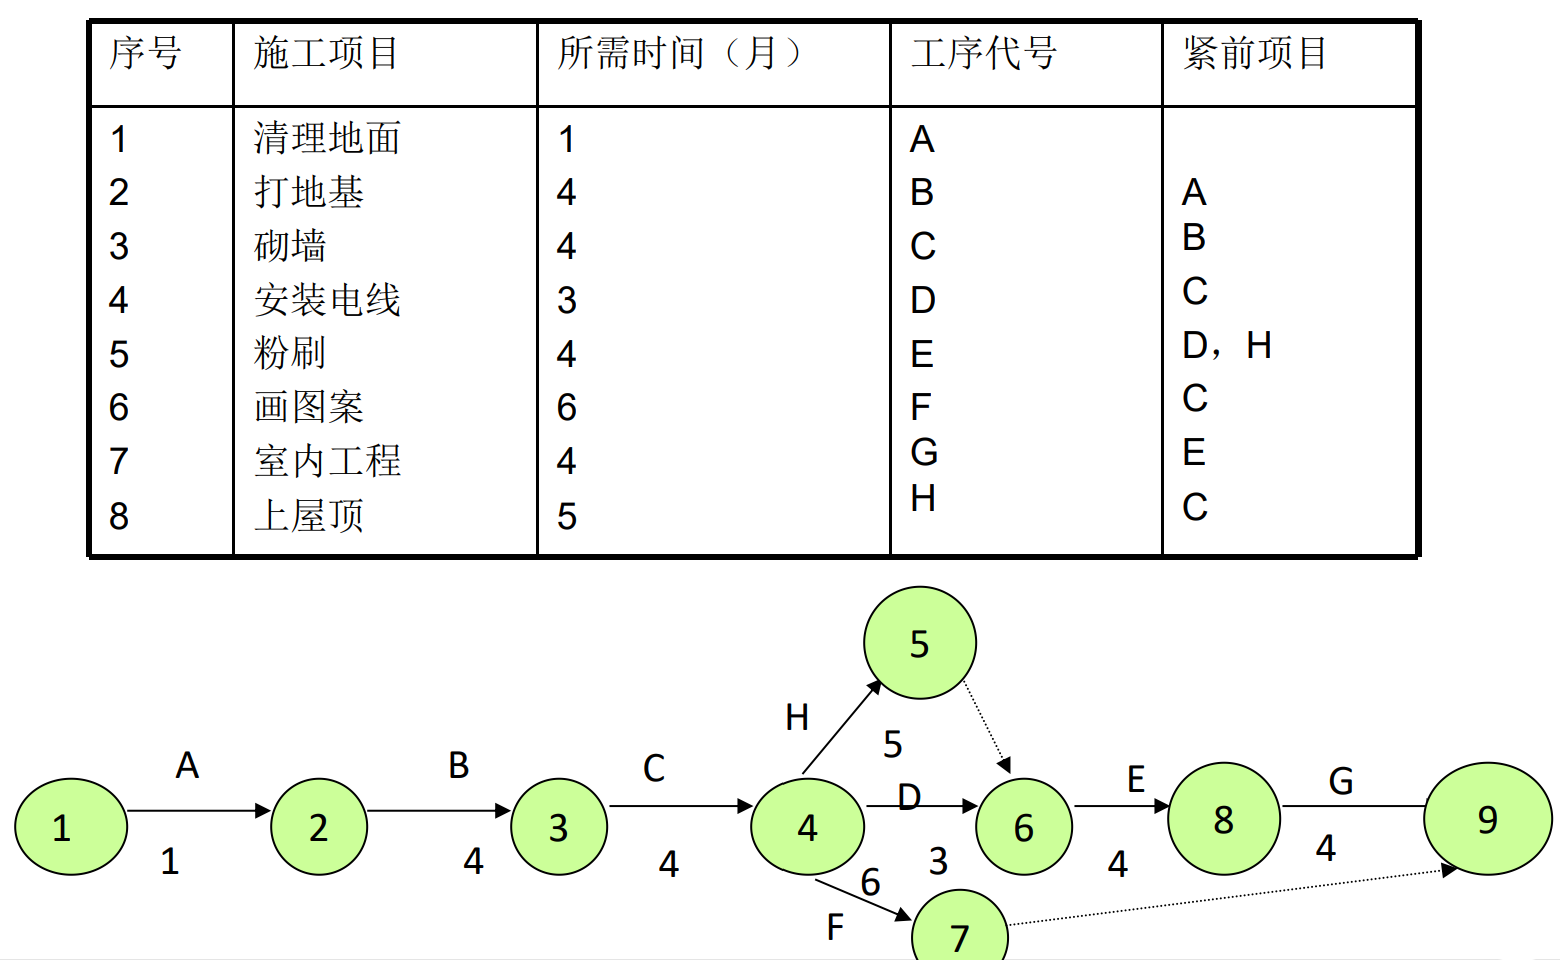 序号 施工项目 所需时间（月） 工序代号 紧前项目
1 清理地面 1 A
2 打地基 4 B A
3 砌墙 4 C B
4 安装电线 3 D C
5 粉刷 4 E D，H
6 画图案 6 F C
7 室内工程 4 G E
8 上屋顶 5 H C
5
H
5
A B C D E G
1 2 3 4 6 8 9
1 4 4 3 4 4
6
F
7